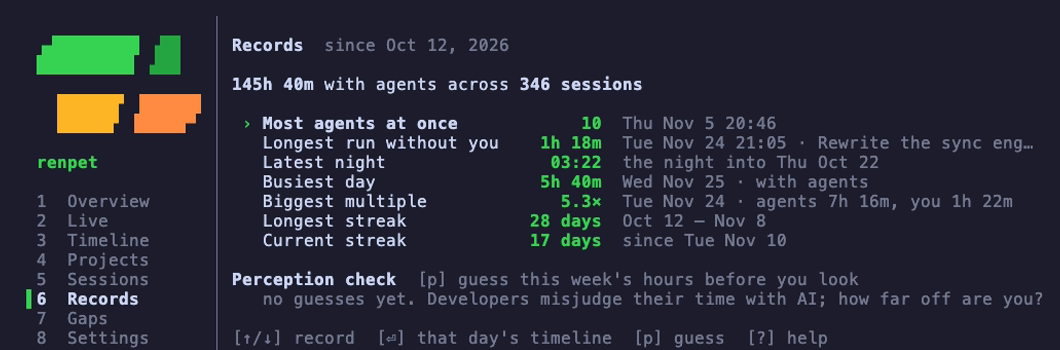 renpet
1 Overview
2 Live
3 Timeline
4 Projects
5 Sessions
6 Records
7 Gaps
8 Settings
Records since Oct 12, 2026
145h 40m with agents across 346 sessions
› Most agents at once 10 Thu Nov 5 20:46
Longest run without you 1h 18m Tue Nov 24 21:05 · Rewrite the sync eng…
Latest night 03:22 the night into Thu Oct 22
Busiest day 5h 40m Wed Nov 25 · with agents
Biggest multiple 5.3× Tue Nov 24 · agents 7h 16m, you 1h 22m
Longest streak 28 days Oct 12 – Nov 8
Current streak 17 days since Tue Nov 10
Perception check [p] guess this week's hours before you look
no guesses yet. Developers misjudge their time with AI; how far off are you?
[↑/↓] record [⏎] that day's timeline [p] guess [?] help